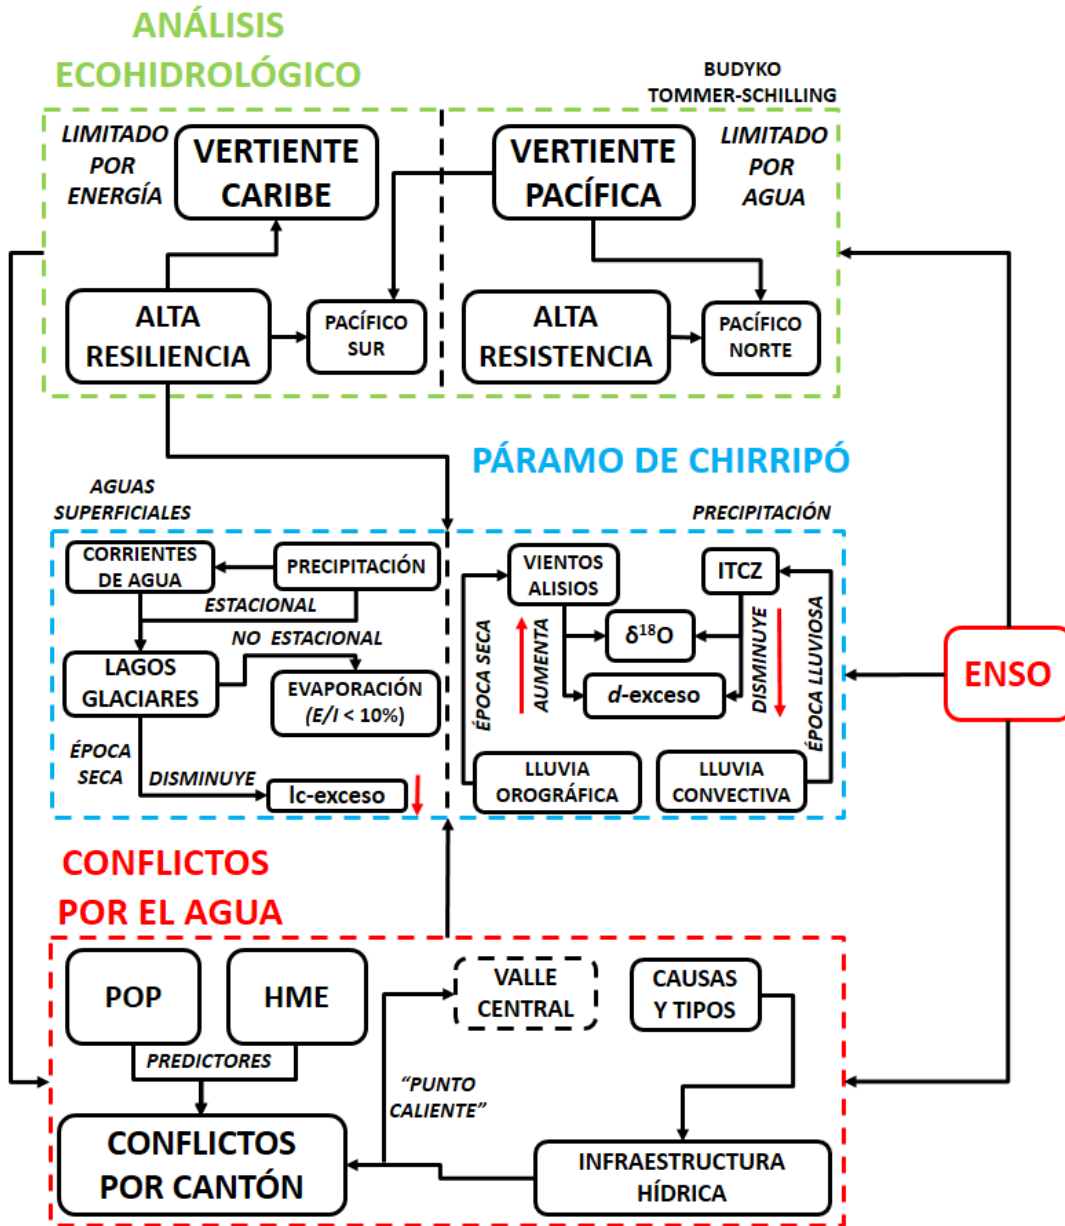 ANÁLISIS
ECOHIDROLÓGICO
BUDYKO
TOMMER-SCHILLING
LIMITADO
POR
ENERGÍA
VERTIENTE
CARIBE
VERTIENTE
PACÍFICA
LIMITADO
POR
AGUA
ALTA
RESILIENCIA
PACÍFICO
SUR
ALTA
RESISTENCIA
PACÍFICO
NORTE
PÁRAMO DE CHIRRIPÓ
AGUAS
SUPERFICIALES
PRECIPITACIÓN
CORRIENTES
DE AGUA
PRECIPITACIÓN
ESTACIONAL
NO ESTACIONAL
LAGOS
GLACIARES
EVAPORACIÓN
(E/I < 10%)
ÉPOCA
SECA
DISMINUYE
lc-exceso
VIENTOS
ALISIOS
ITCZ
δ¹⁸O
d-exceso
ÉPOCA SECA
AUMENTA
DISMINUYE
ÉPOCA LLUVIOSA
LLUVIA
OROGRÁFICA
LLUVIA
CONVECTIVA
ENSO
CONFLICTOS
POR EL AGUA
POP
HME
PREDICTORES
VALLE
CENTRAL
CAUSAS
Y TIPOS
“PUNTO
CALIENTE”
CONFLICTOS
POR CANTÓN
INFRAESTRUCTURA
HÍDRICA